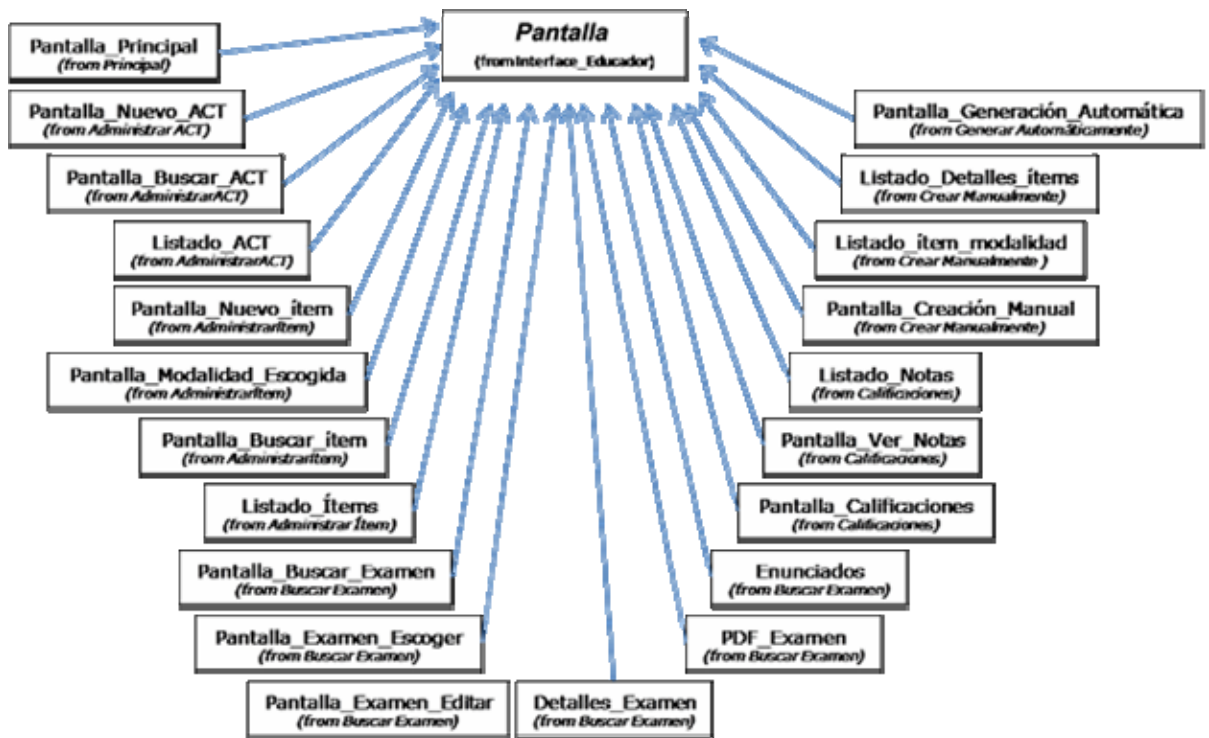 Pantalla
(from Interface_Educador)
Pantalla_Principal
(from Principal)
Pantalla_Nuevo_ACT
(from Administrar ACT)
Pantalla_Buscar_ACT
(from AdministrarACT)
Listado_ACT
(from AdministrarACT)
Pantalla_Nuevo_ítem
(from AdministrarÍtem)
Pantalla_Modalidad_Escogida
(from AdministrarÍtem)
Pantalla_Buscar_ítem
(from AdministrarÍtem)
Listado_Ítems
(from Administrar Ítem)
Pantalla_Buscar_Examen
(from Buscar Examen)
Pantalla_Examen_Escoger
(from Buscar Examen)
Pantalla_Examen_Editar
(from Buscar Examen)
Detalles_Examen
(from Buscar Examen)
PDF_Examen
(from Buscar Examen)
Enunciados
(from Buscar Examen)
Pantalla_Calificaciones
(from Calificaciones)
Pantalla_Ver_Notas
(from Calificaciones)
Listado_Notas
(from Calificaciones)
Pantalla_Creación_Manual
(from Crear Manualmente)
Listado_ítem_modalidad
(from Crear Manualmente )
Listado_Detalles_ítems
(from Crear Manualmente)
Pantalla_Generación_Automática
(from Generar Automáticamente)